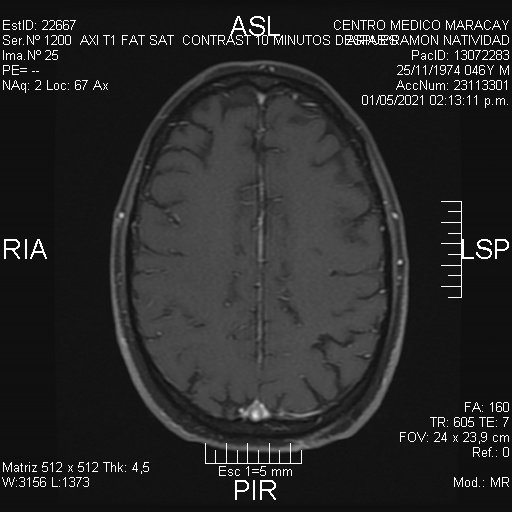 EstID: 22667
ASL
CENTRO MEDICO MARACAY
Ser.Nº 1200 AXI T1 FAT SAT CONTRAST 10 MINUTOS
RAMON NATIVIDAD
Ima.Nº 25
PacID: 13072283
PE= --
25/11/1974 046Y M
NAq: 2 Loc: 67 Ax
AccNum: 23113301
01/05/2021 02:13:11 p.m.
RIA
LSP
FA: 160
TR: 605 TE: 7
FOV: 24 x 23,9 cm
Ref.: 0
Matriz 512 x 512 Thk: 4,5
Esc 1=5 mm
W:3156 L:1373
PIR
Mod.: MR